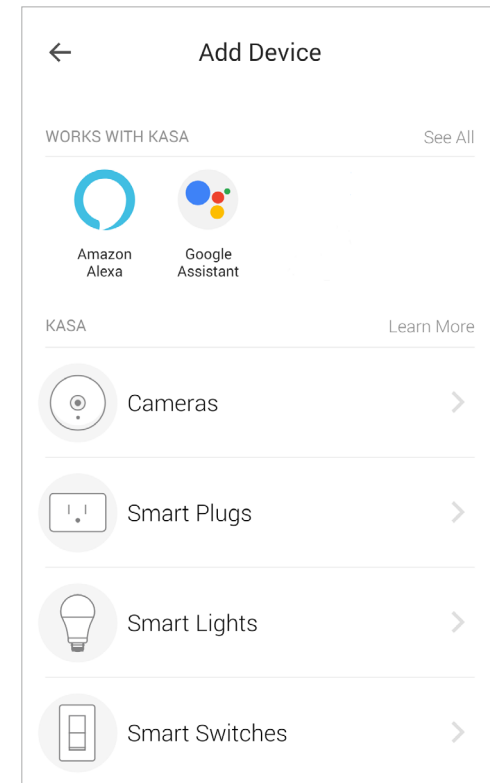 Add Device
WORKS WITH KASA See All
Amazon Google
Alexa Assistant
KASA Learn More
Cameras
Smart Plugs
Smart Lights
Smart Switches